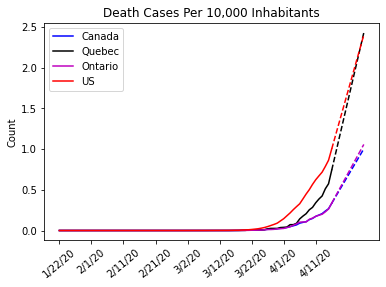 Death Cases Per 10,000 Inhabitants
2.5
2.0
1.5
1.0
0.5
0.0
Count
Canada
Quebec
Ontario
US
1/22/20
2/1/20
2/11/20
2/21/20
3/2/20
3/12/20
3/22/20
4/1/20
4/11/20